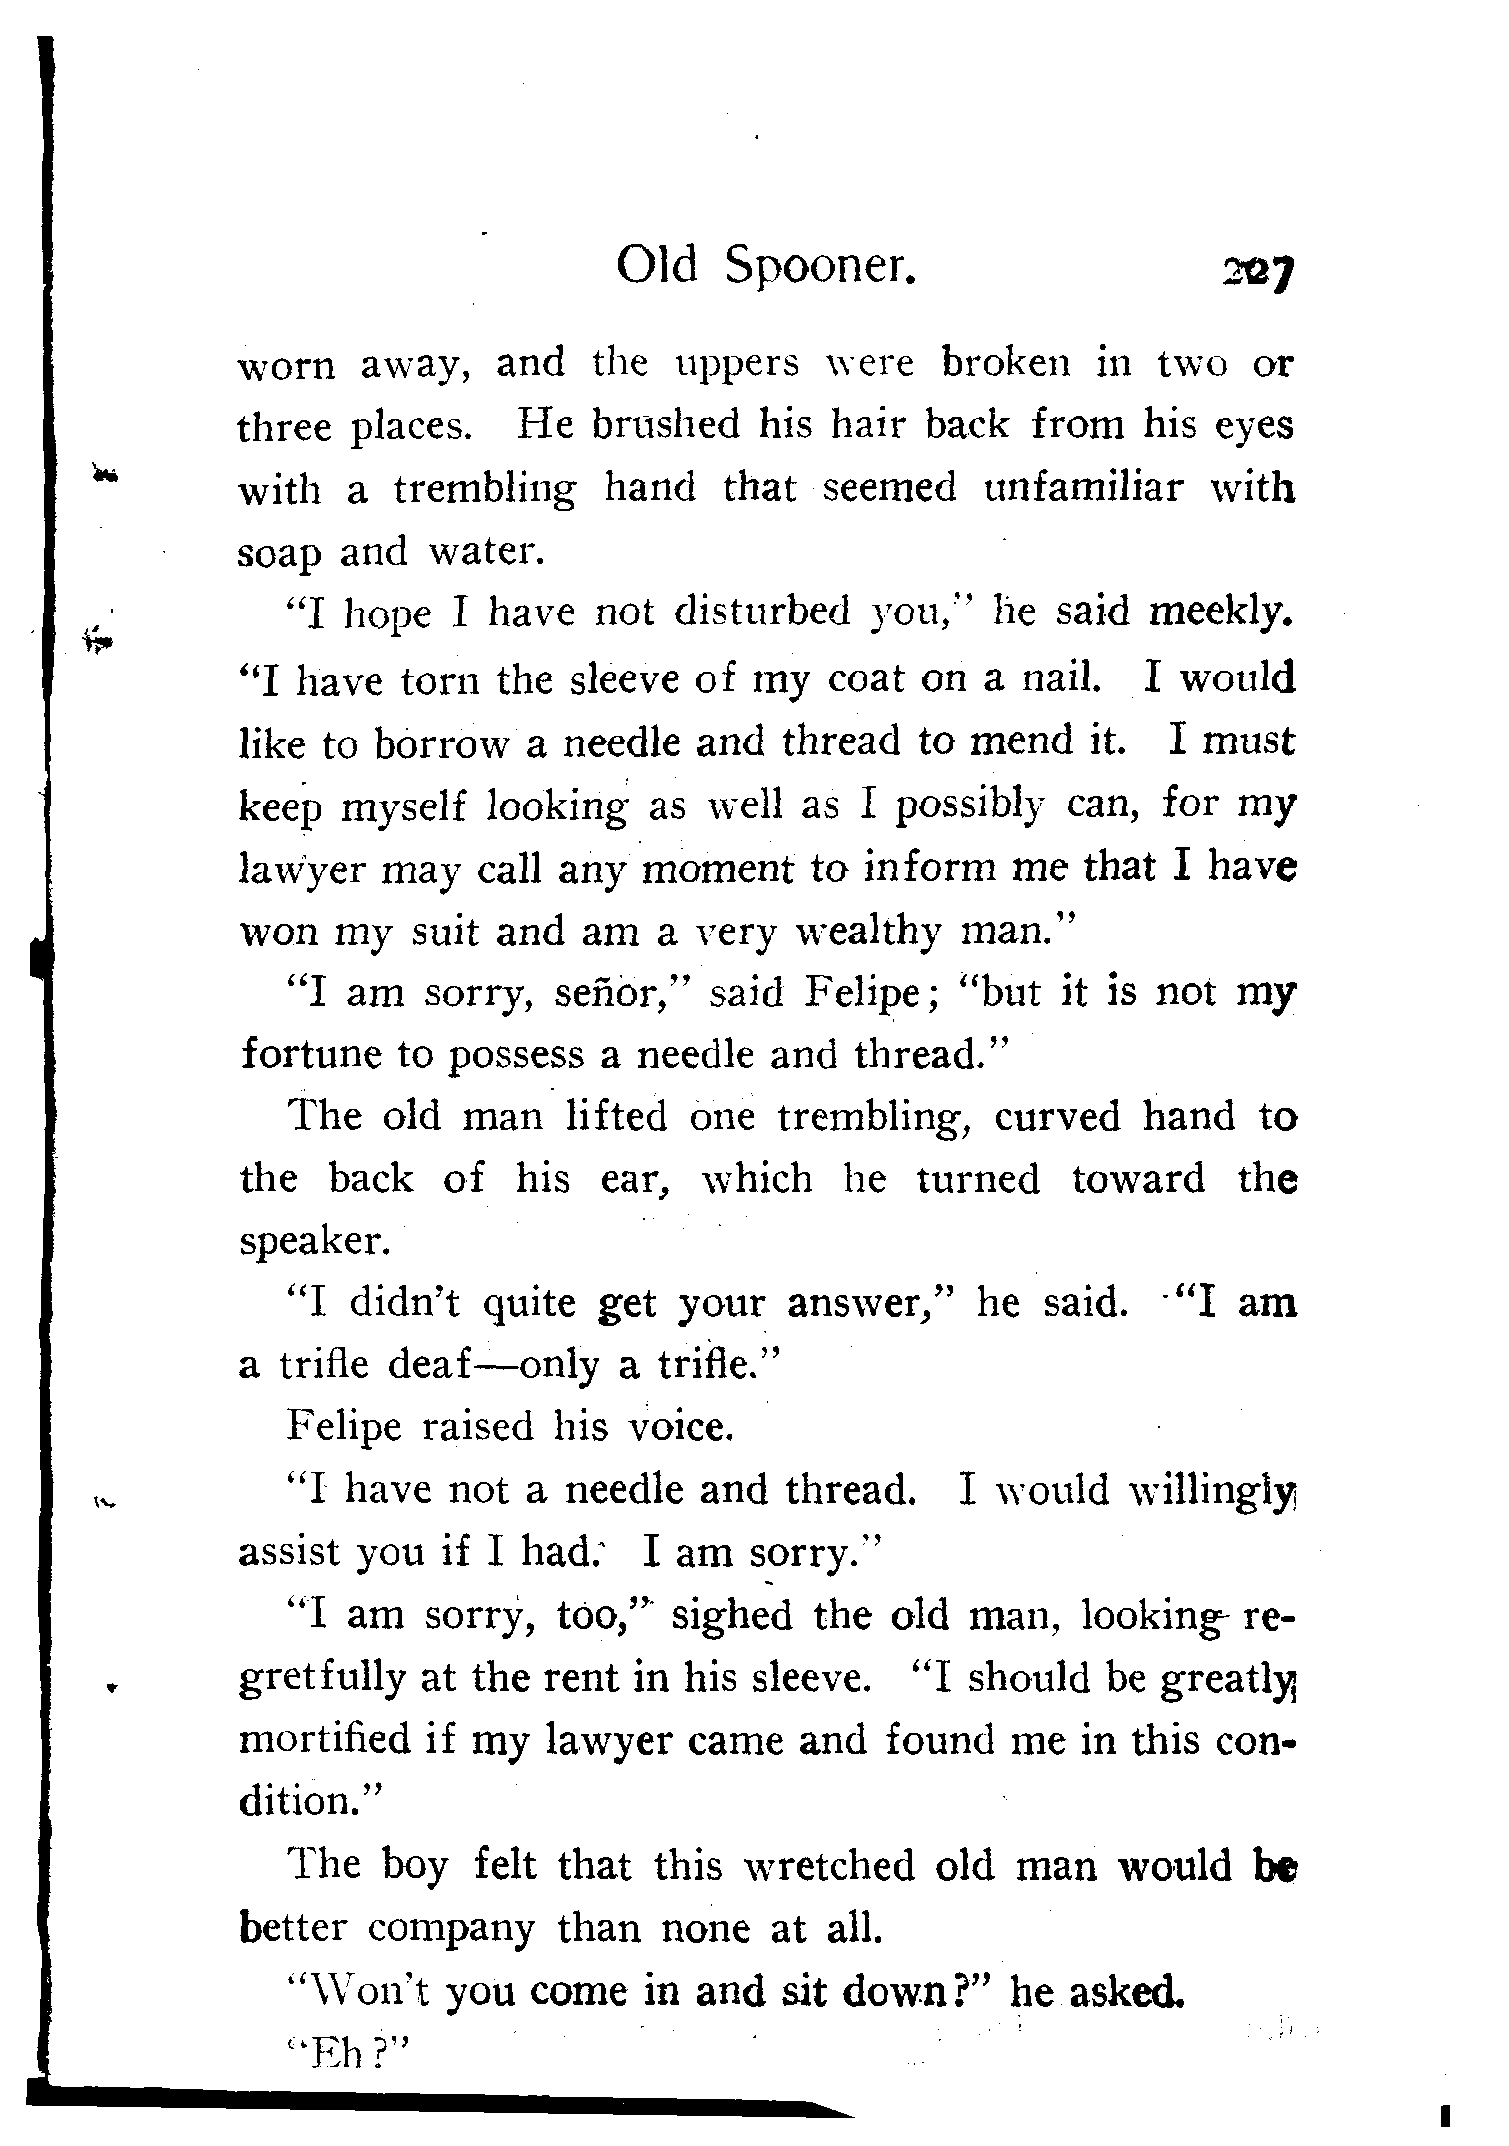 Old Spooner. 227
worn away, and the uppers were broken in two or
three places. He brushed his hair back from his eyes
with a trembling hand that seemed unfamiliar with
soap and water.
“I hope I have not disturbed you,” he said meekly.
“I have torn the sleeve of my coat on a nail. I would
like to borrow a needle and thread to mend it. I must
keep myself looking as well as I possibly can, for my
lawyer may call any moment to inform me that I have
won my suit and am a very wealthy man.”
“I am sorry, señor,” said Felipe; “but it is not my
fortune to possess a needle and thread.”
The old man lifted one trembling, curved hand to
the back of his ear, which he turned toward the
speaker.
“I didn’t quite get your answer,” he said. “I am
a trifle deaf—only a trifle.”
Felipe raised his voice.
“I have not a needle and thread. I would willingly
assist you if I had. I am sorry.”
“I am sorry, too,” sighed the old man, looking re-
gretfully at the rent in his sleeve. “I should be greatly
mortified if my lawyer came and found me in this con-
dition.”
The boy felt that this wretched old man would be
better company than none at all.
“Won’t you come in and sit down?” he asked.
“Eh?”